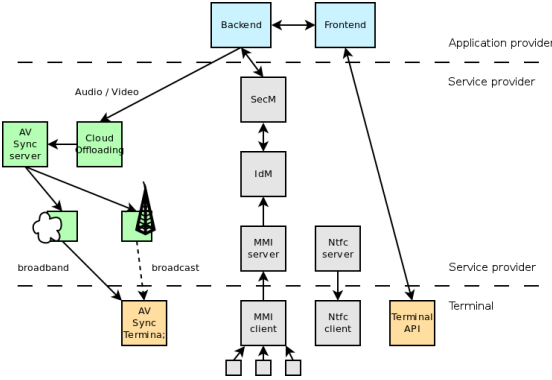 Backend
Frontend
Application provider
Service provider
Audio / Video
SecM
AV
Sync
server
Cloud
Offloading
IdM
MMI
server
Ntfc
server
broadband
broadcast
Service provider
Terminal
AV
Sync
Termina;
MMI
client
Ntfc
client
Terminal
API